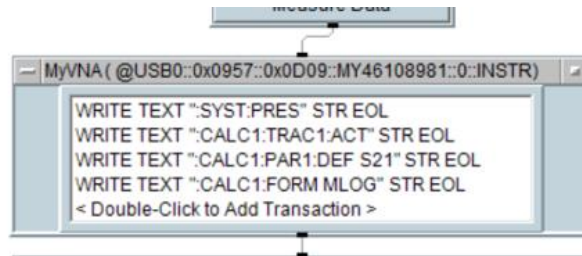 Measure Data
MyVNA ( @USB0::0x0957::0x0D09::MY46108981::0::INSTR)
WRITE TEXT ":SYST:PRES" STR EOL
WRITE TEXT ":CALC1:TRAC1:ACT" STR EOL
WRITE TEXT ":CALC1:PAR1:DEF S21" STR EOL
WRITE TEXT ":CALC1:FORM MLOG" STR EOL
< Double-Click to Add Transaction >